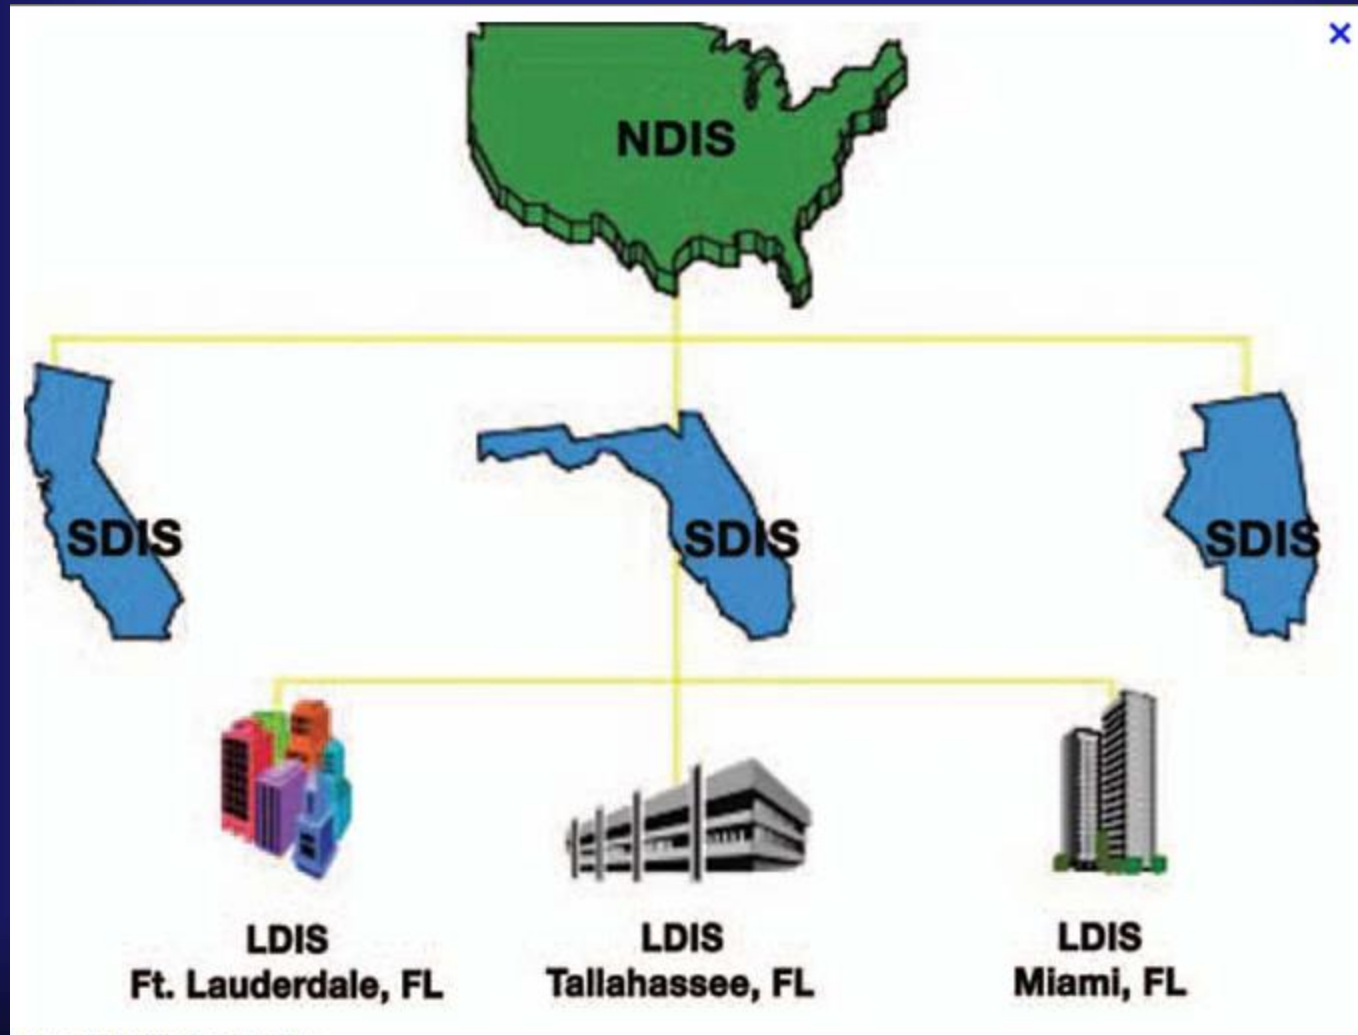 NDIS
SDIS
SDIS
SDIS
LDIS
Ft. Lauderdale, FL
LDIS
Tallahassee, FL
LDIS
Miami, FL